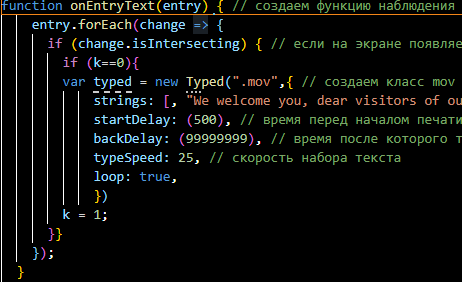 function onEntryText(entry) { // создаем функцию наблюдения
entry.forEach(change => {
if (change.isIntersecting) { // если на экране появляе
if (k==0){
var typed = new Typed(".mov",{ // создаем класс mov
strings: [, "We welcome you, dear visitors of ou
startDelay: (500), // время перед началом печати
backDelay: (99999999), // время после которого т
typeSpeed: 25, // скорость набора текста
loop: true,
})
k = 1;
}}
});
}